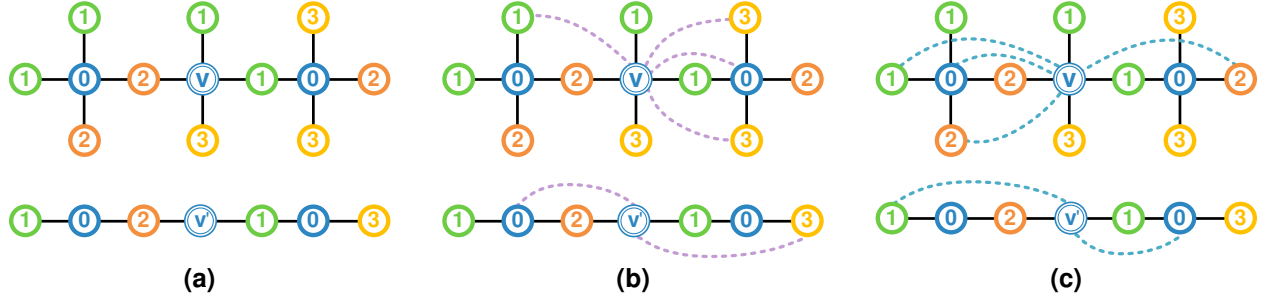 1 1 3 1 1 3 1 1 3
1 0 2 v 1 0 2 1 0 2 v 1 0 2 1 0 2 v 1 0 2
2 3 3 2 3 3 2 3 3
1 0 2 v' 1 0 3 1 0 2 v' 1 0 3 1 0 2 v' 1 0 3
(a) (b) (c)